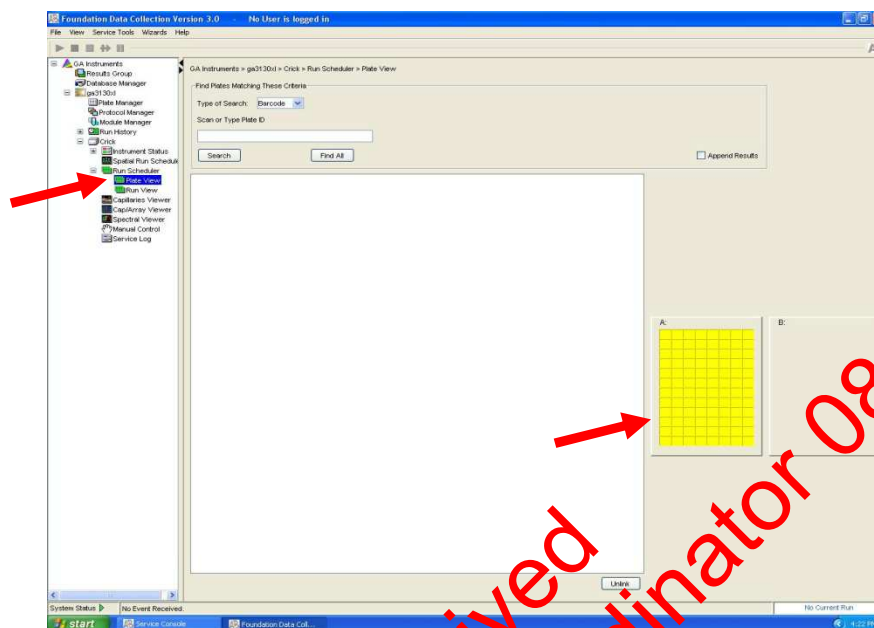 Foundation Data Collection Version 3.0 - No User is logged in
File View Service Tools Wizards Help
GA Instruments
Results Group
Database Manager
ga3130xl
Plate Manager
Protocol Manager
Module Manager
Run History
Crick
Instrument Status
Spatial Run Schedul
Run Scheduler
Plate View
Run View
Capillaries Viewer
Cap/Array Viewer
Spectral Viewer
Manual Control
Service Log
GA Instruments > ga3130xl > Crick > Run Scheduler > Plate View
Find Plates Matching These Criteria
Type of Search: Barcode
Scan or Type Plate ID
Search Find All Append Results
A: B:
Unlink
System Status No Event Received. No Current Run
start Service Console Foundation Data Coll... 4:22 PM